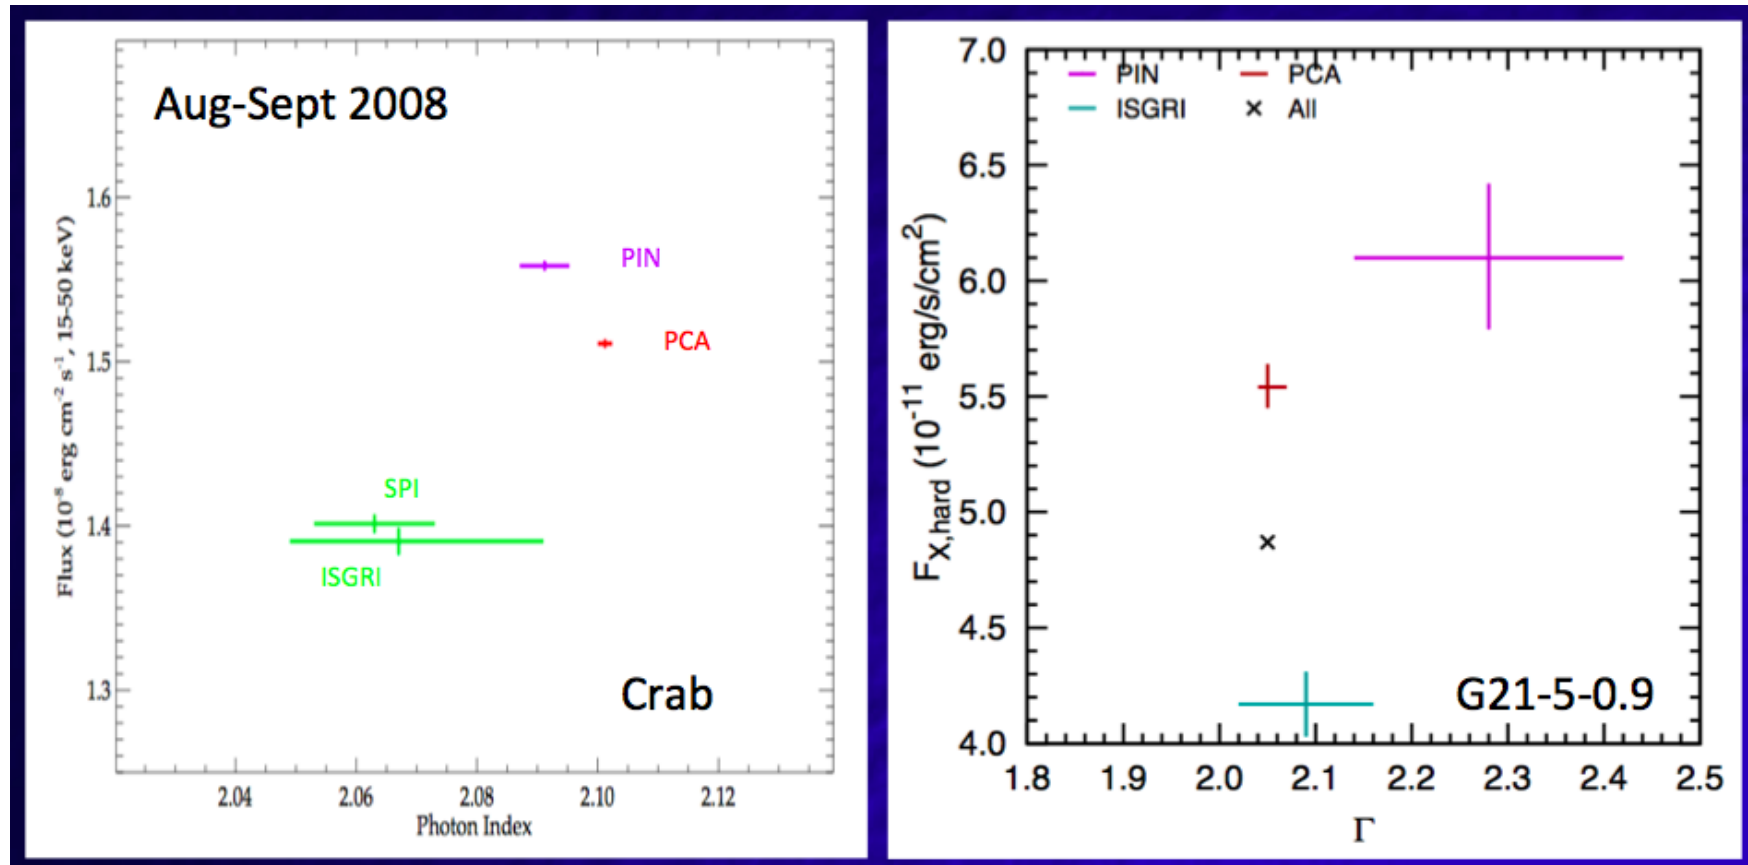 Aug-Sept 2008
1.6
1.5
1.4
1.3
Flux (10⁻⁸ erg cm⁻² s⁻¹, 15-50 keV)
PIN
PCA
SPI
ISGRI
Crab
2.04 2.06 2.08 2.10 2.12
Photon Index
7.0
6.5
6.0
5.5
5.0
4.5
4.0
F_X,hard (10⁻¹¹ erg/s/cm²)
PIN PCA
ISGRI All
G21-5-0.9
1.8 1.9 2.0 2.1 2.2 2.3 2.4 2.5
Γ